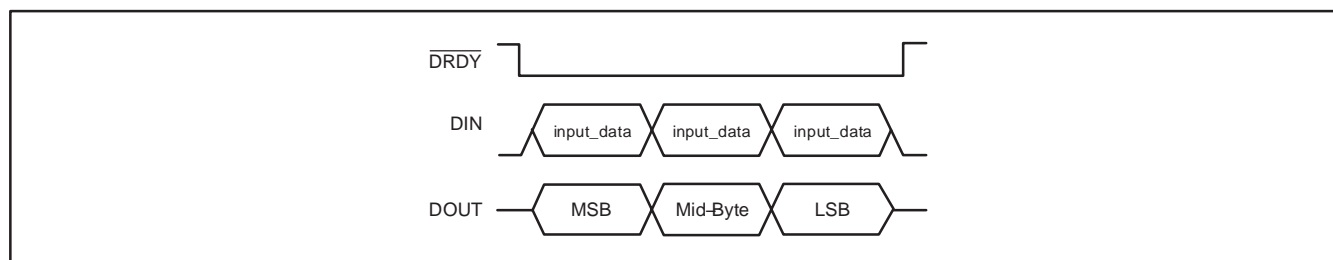 DRDY
DIN input_data input_data input_data
DOUT MSB Mid-Byte LSB